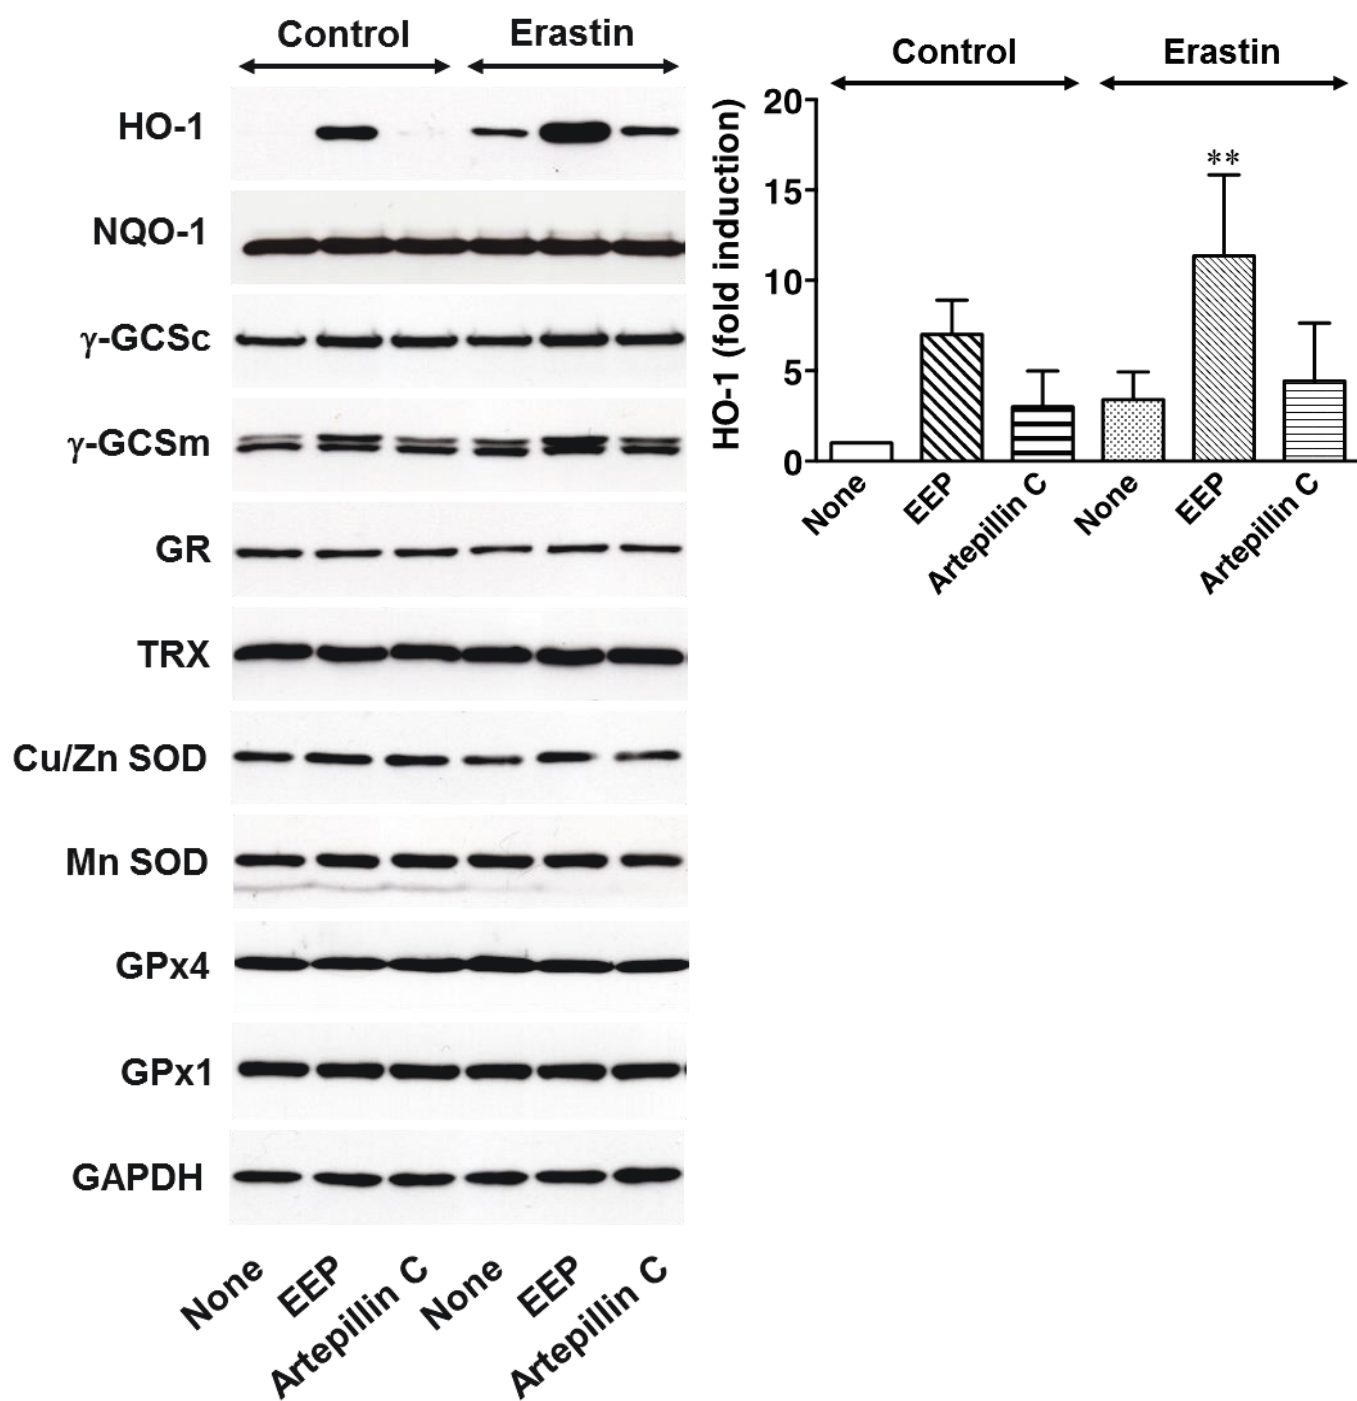 Control Erastin
HO-1
NQO-1
γ-GCSc
γ-GCSm
GR
TRX
Cu/Zn SOD
Mn SOD
GPx4
GPx1
GAPDH
None EEP Artepillin C None EEP Artepillin C
Control Erastin
HO-1 (fold induction)
20
15
10
5
0
**
None EEP Artepillin C None EEP Artepillin C